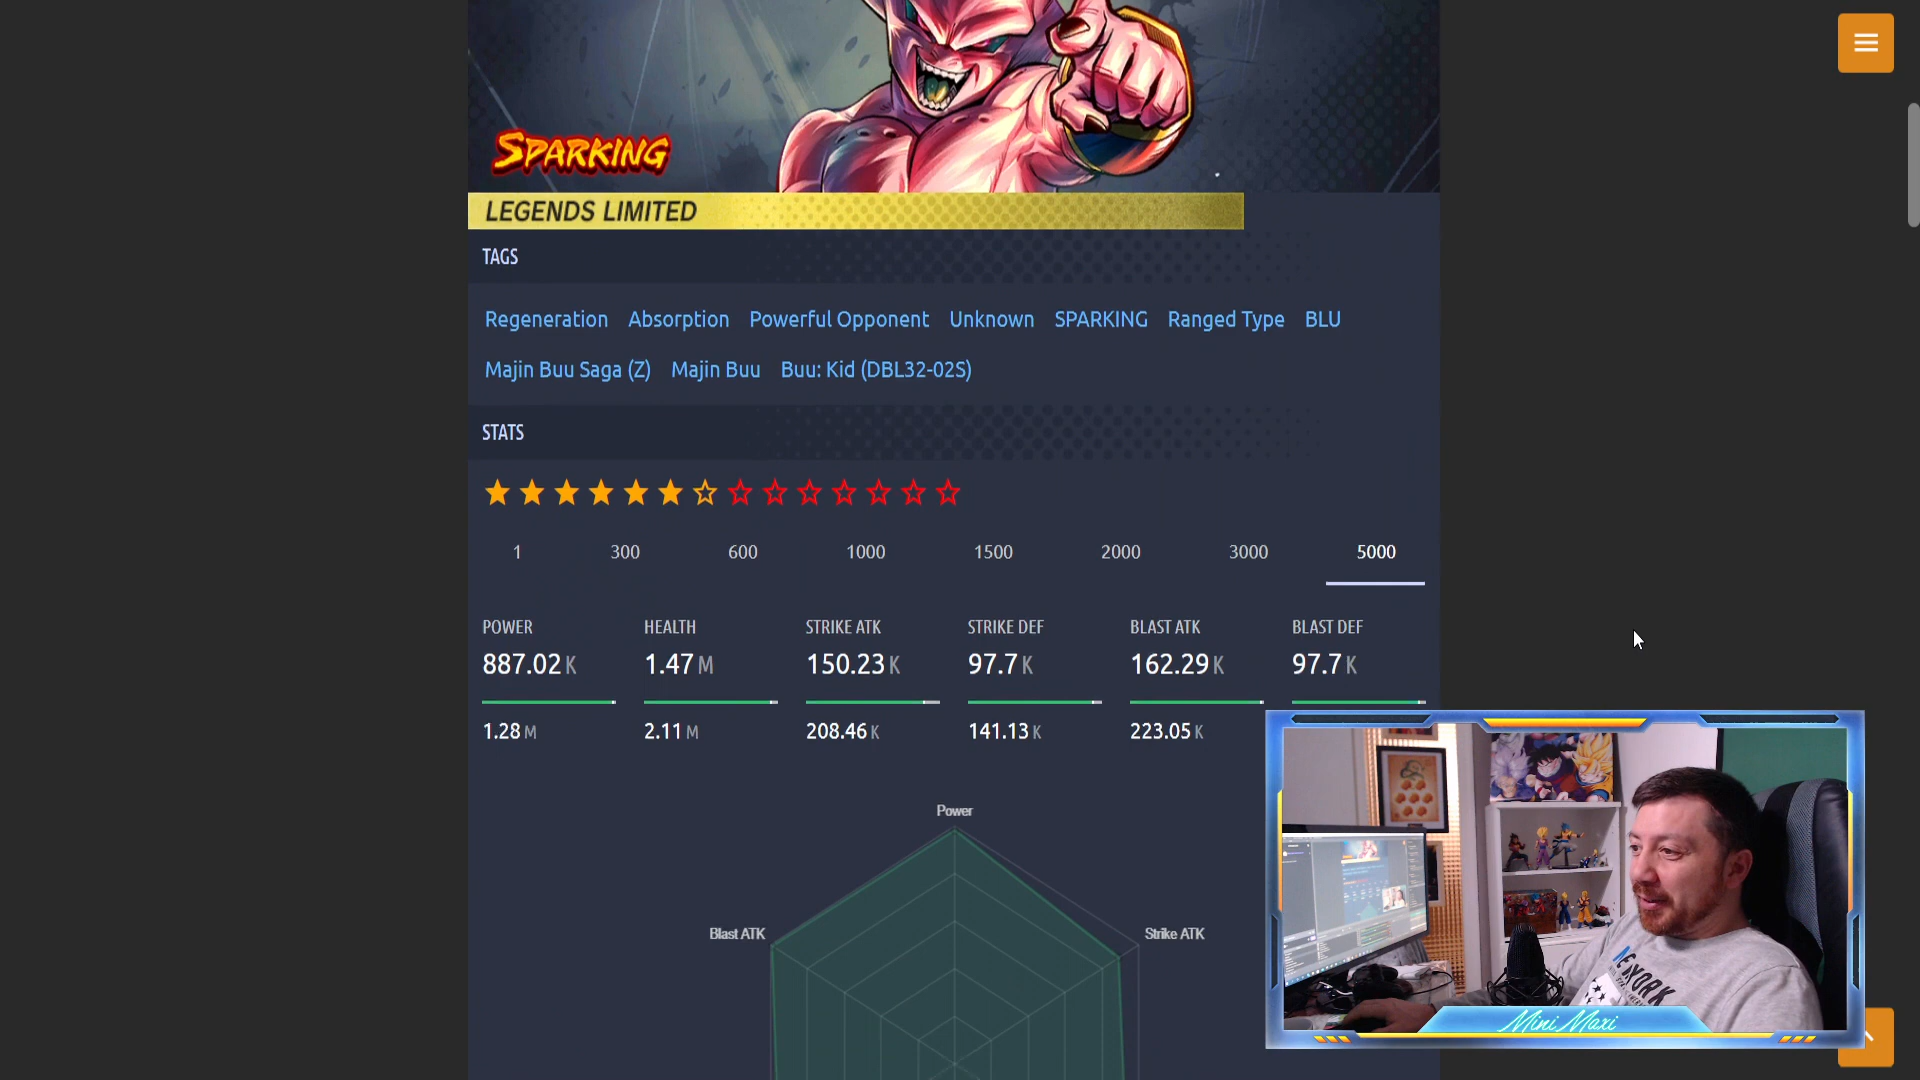 SPARKING
LEGENDS LIMITED
TAGS
Regeneration Absorption Powerful Opponent Unknown SPARKING Ranged Type BLU
Majin Buu Saga (Z) Majin Buu Buu: Kid (DBL32-02S)
STATS
1 300 600 1000 1500 2000 3000 5000
POWER HEALTH STRIKE ATK STRIKE DEF BLAST ATK BLAST DEF
887.02 K 1.47 M 150.23 K 97.7 K 162.29 K 97.7 K
1.28 M 2.11 M 208.46 K 141.13 K 223.05 K
Power
Blast ATK Strike ATK
Mini Maxi